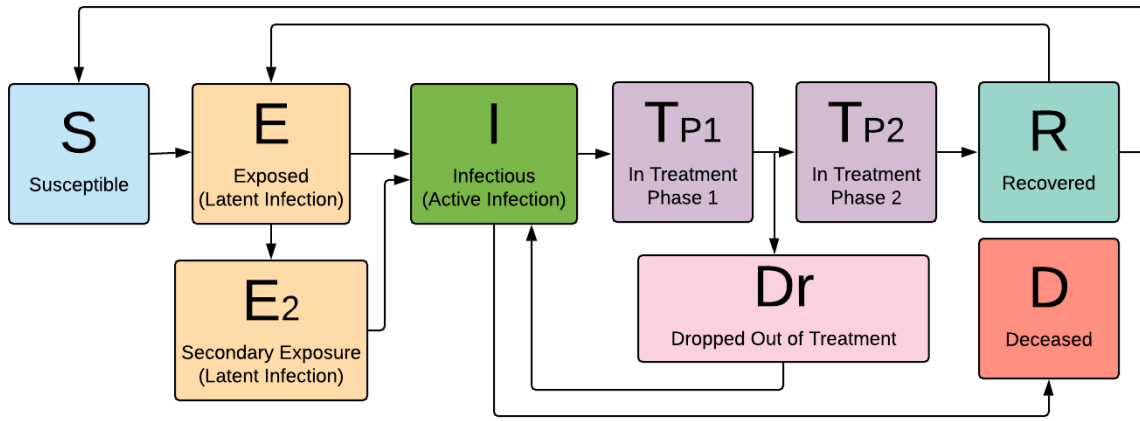 S
Susceptible
E
Exposed
(Latent Infection)
I
Infectious
(Active Infection)
TP1
In Treatment
Phase 1
TP2
In Treatment
Phase 2
R
Recovered
E2
Secondary Exposure
(Latent Infection)
Dr
Dropped Out of Treatment
D
Deceased